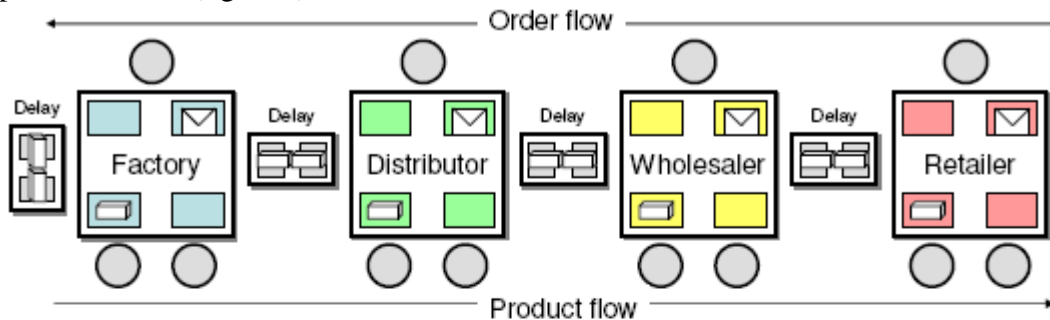 Order flow
Delay
Factory
Delay
Distributor
Delay
Wholesaler
Delay
Retailer
Product flow